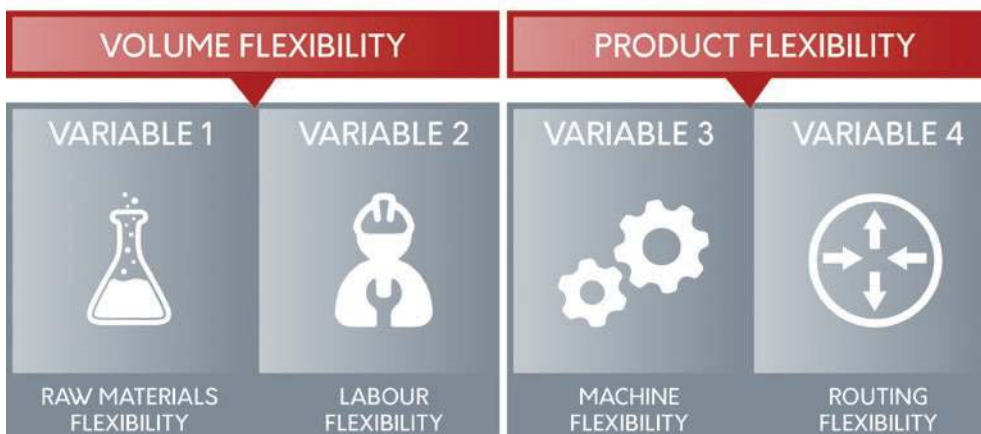 VOLUME FLEXIBILITY
PRODUCT FLEXIBILITY
VARIABLE 1
VARIABLE 2
VARIABLE 3
VARIABLE 4
RAW MATERIALS
FLEXIBILITY
LABOUR
FLEXIBILITY
MACHINE
FLEXIBILITY
ROUTING
FLEXIBILITY